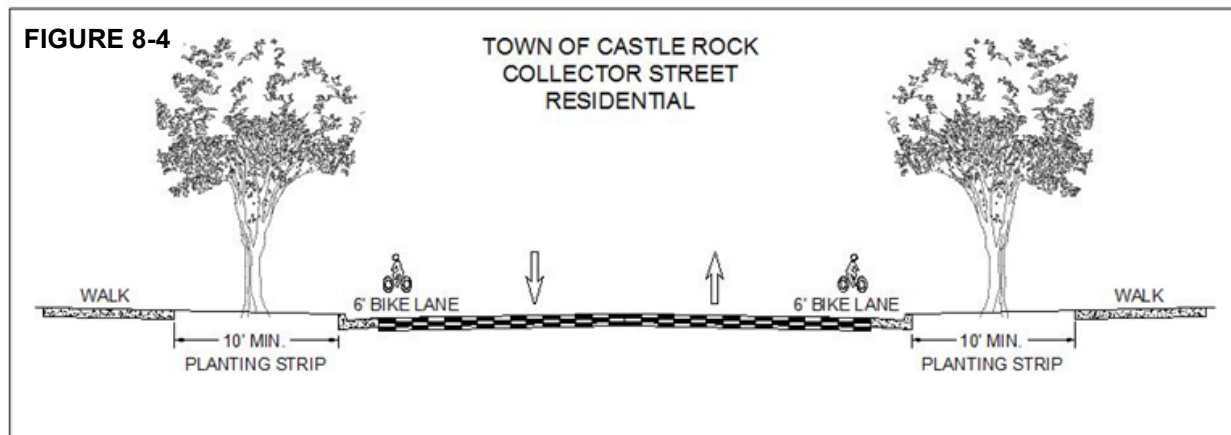 FIGURE 8-4
TOWN OF CASTLE ROCK
COLLECTOR STREET
RESIDENTIAL
WALK
6' BIKE LANE
6' BIKE LANE
WALK
10' MIN.
PLANTING STRIP
10' MIN.
PLANTING STRIP